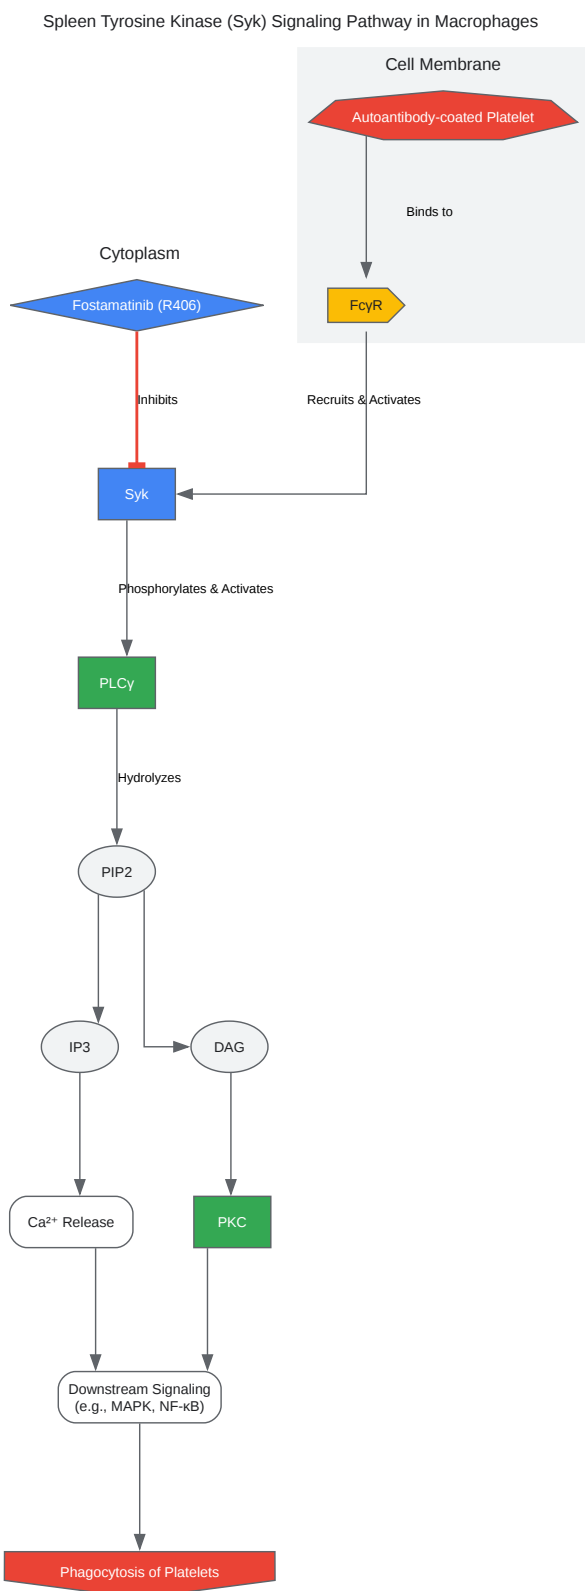 Spleen Tyrosine Kinase (Syk) Signaling Pathway in Macrophages
Cell Membrane
Autoantibody-coated Platelet
Binds to
Cytoplasm
Fostamatinib (R406)
FcγR
Inhibits
Recruits & Activates
Syk
Phosphorylates & Activates
PLCγ
Hydrolyzes
PIP2
IP3
DAG
Ca²⁺ Release
PKC
Downstream Signaling
(e.g., MAPK, NF-κB)
Phagocytosis of Platelets